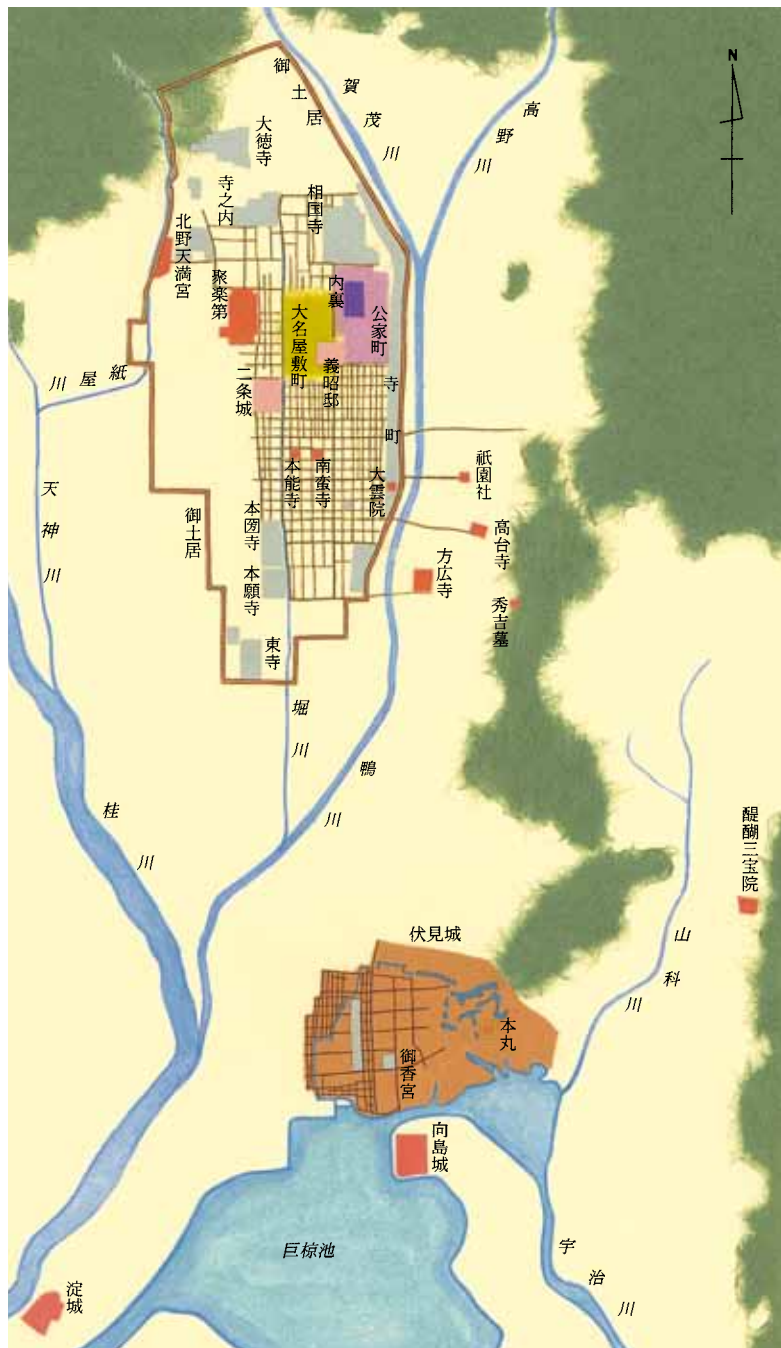 N
御土居
賀茂川
高野川
大徳寺
寺之内
相国寺
北野天満宮
聚楽第
内裏
公家町
大名屋敷町
義昭邸
二条城
寺町
紙屋川
天神川
本能寺
南蛮寺
大雲院
祇園社
高台寺
御土居
本圀寺
本願寺
方広寺
秀吉墓
東寺
堀川
鴨川
桂川
醍醐三宝院
山科川
伏見城
本丸
御香宮
向島城
巨椋池
宇治川
淀城